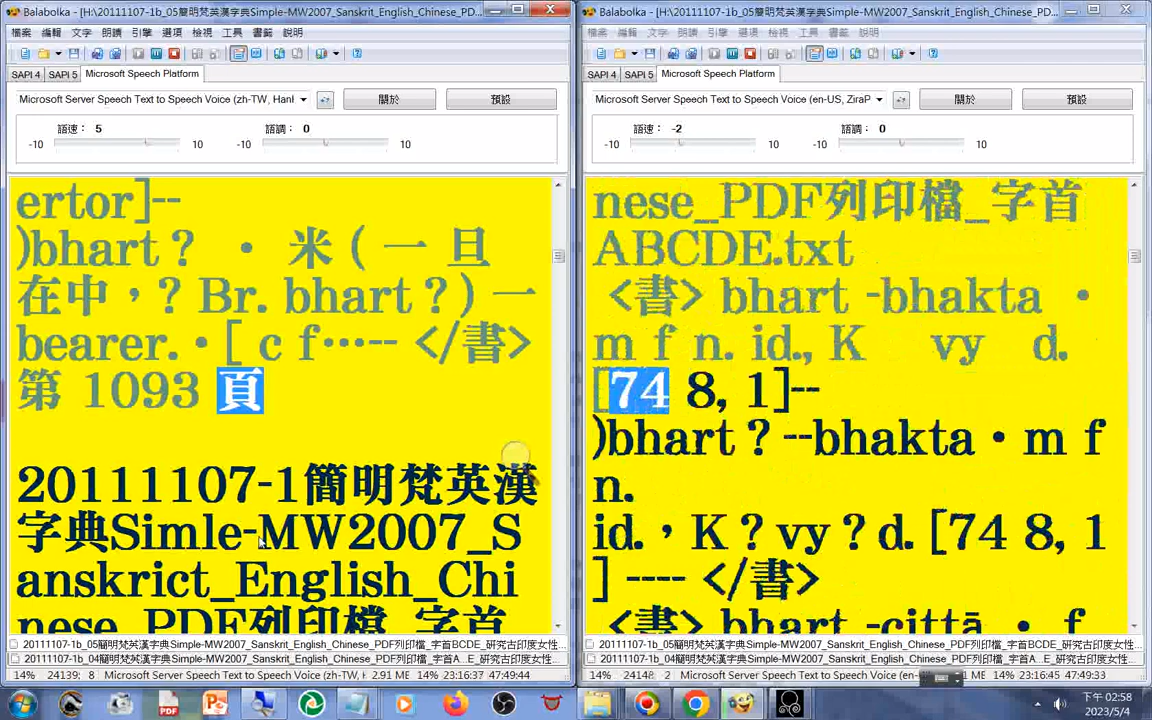 Balabolka - [H:\20111107-1b_05簡明梵英漢字典Simple-MW2007_Sanskrit_English_Chinese_PD...
檔案 編輯 文字 朗讀 引擎 選項 檢視 工具 書籤 說明
SAPI 4 SAPI 5 Microsoft Speech Platform
Microsoft Server Speech Text to Speech Voice (zh-TW, HanI
關於 預設
語速： 5 語調： 0
-10 10 -10 10
ertor]--
)bhart？ • 米(一旦
在中，？Br. bhart？) 一
bearer.•[ c f…-- </書>
第 1093 頁
20111107-1簡明梵英漢
字典Simle-MW2007_S
anskrict_English_Chi
nese_PDF列印檔_字首
20111107-1b_05簡明梵英漢字典Simple-MW2007_Sanskrit_English_Chinese_PDF列印檔_字首BCDE_研究古印度女性...
20111107-1b_04簡明梵英漢字典Simple-MW2007_Sanskrit_English_Chinese_PDF列印檔_字首A...E_研究古印度女性...
14% 24139; 8 Microsoft Server Speech Text to Speech Voice (zh-TW, H 2.91 MB 14% 23:16:37 47:49:44
Balabolka - [H:\20111107-1b_05簡明梵英漢字典Simple-MW2007_Sanskrit_English_Chinese_PD...
檔案 編輯 文字 朗讀 引擎 選項 檢視 工具 書籤 說明
SAPI 4 SAPI 5 Microsoft Speech Platform
Microsoft Server Speech Text to Speech Voice (en-US, ZiraP
關於 預設
語速： -2 語調： 0
-10 10 -10 10
nese_PDF列印檔_字首
ABCDE.txt
<書> bhart -bhakta •
m f n. id., K vy d.
[74 8, 1]--
)bhart？--bhakta•m f
n.
id.，K？vy？d. [74 8, 1
] ---- </書>
<書> bhart -cittā • f
20111107-1b_05簡明梵英漢字典Simple-MW2007_Sanskrit_English_Chinese_PDF列印檔_字首BCDE_研究古印度女性...
20111107-1b_04簡明梵英漢字典Simple-MW2007_Sanskrit_English_Chinese_PDF列印檔_字首A...E_研究古印度女性...
14% 24148 2 Microsoft Server Speech Text to Speech Voice (en-US, MB 14% 23:16:45 47:49:33
下午 02:58
2023/5/4